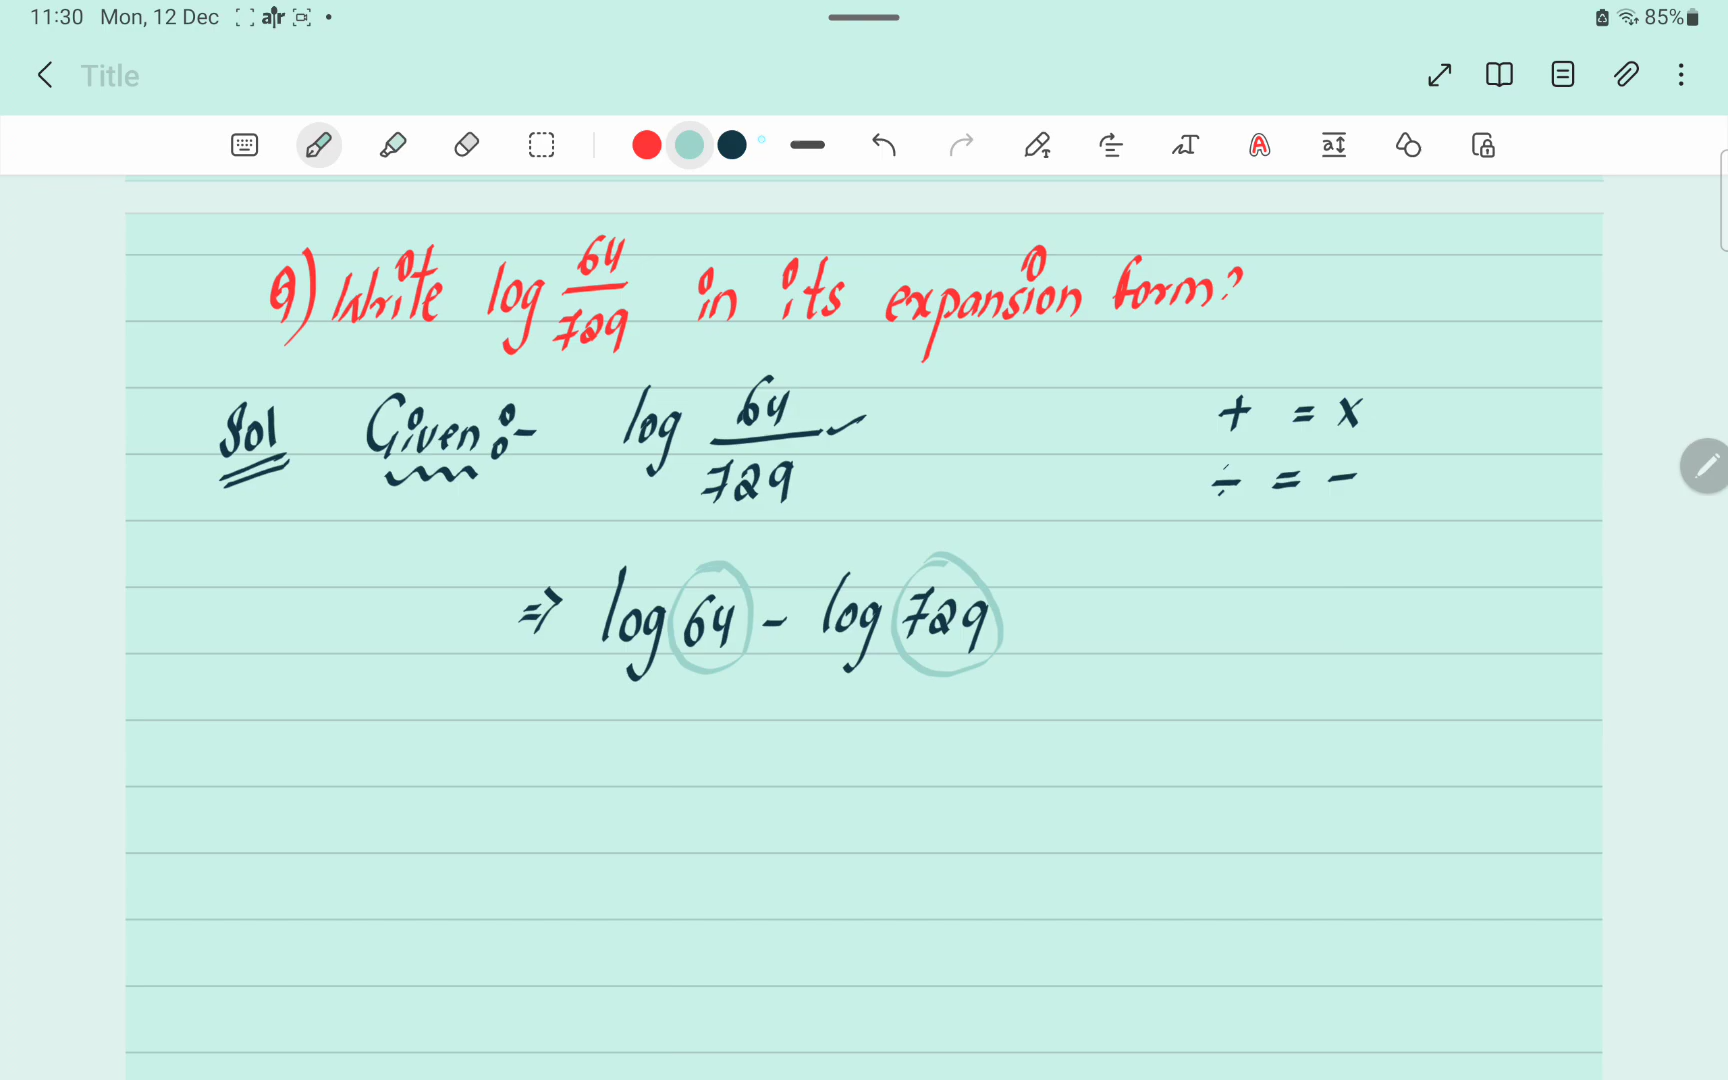 11:30 Mon, 12 Dec 85%
Title
Q) Write log 64/729 in its expansion form?
Sol Given :- log 64/729 ✓
+ = x
÷ = -
⇒ log 64 - log 729